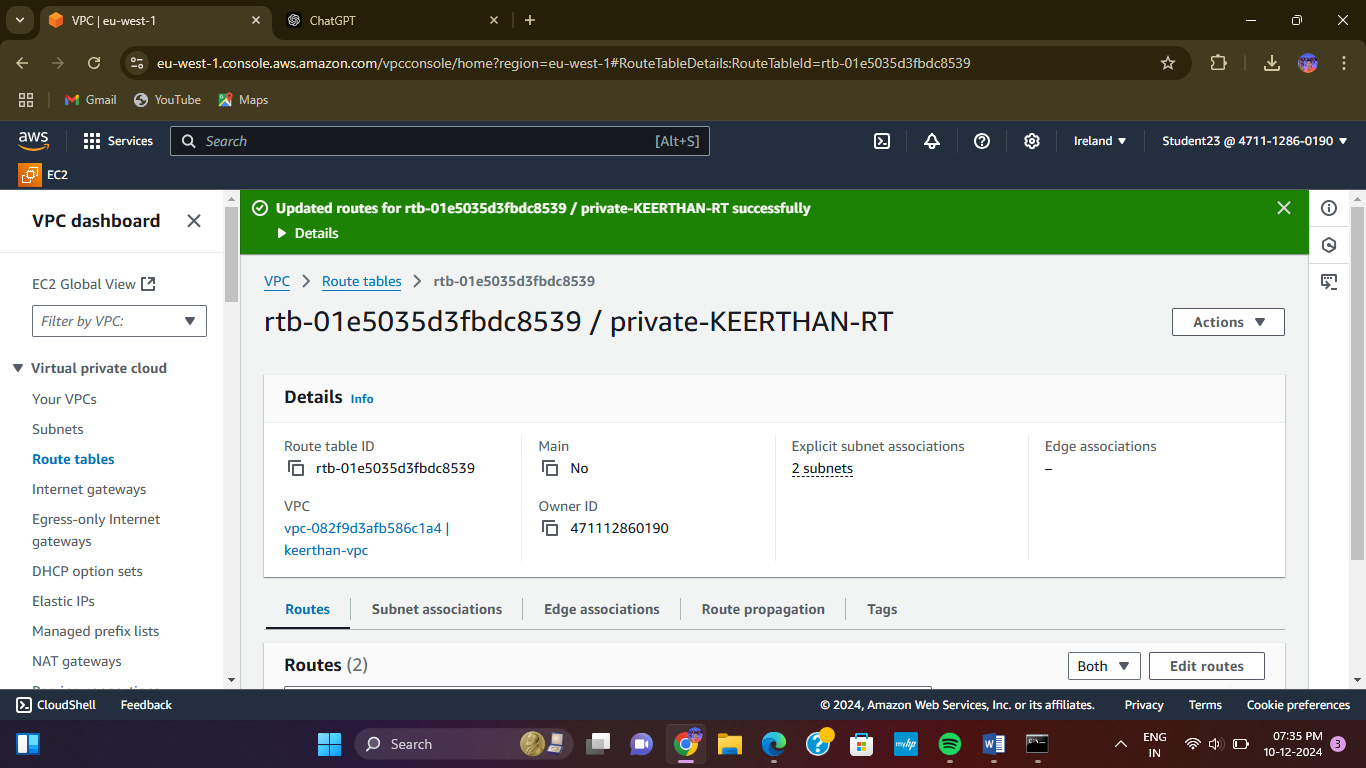 VPC | eu-west-1
ChatGPT
eu-west-1.console.aws.amazon.com/vpcconsole/home?region=eu-west-1#RouteTableDetails:RouteTableId=rtb-01e5035d3fbdc8539
Gmail
YouTube
Maps
aws
Services
Search
[Alt+S]
Ireland
Student23 @ 4711-1286-0190
EC2
VPC dashboard
EC2 Global View
Filter by VPC:
Virtual private cloud
Your VPCs
Subnets
Route tables
Internet gateways
Egress-only Internet
gateways
DHCP option sets
Elastic IPs
Managed prefix lists
NAT gateways
Updated routes for rtb-01e5035d3fbdc8539 / private-KEERTHAN-RT successfully
Details
VPC
Route tables
rtb-01e5035d3fbdc8539
rtb-01e5035d3fbdc8539 / private-KEERTHAN-RT
Actions
Details Info
Route table ID
rtb-01e5035d3fbdc8539
Main
No
Explicit subnet associations
2 subnets
Edge associations
–
VPC
vpc-082f9d3afb586c1a4 |
keerthan-vpc
Owner ID
471112860190
Routes
Subnet associations
Edge associations
Route propagation
Tags
Routes (2)
Both
Edit routes
CloudShell
Feedback
© 2024, Amazon Web Services, Inc. or its affiliates.
Privacy
Terms
Cookie preferences
Search
myhp
ENG
IN
07:35 PM
10-12-2024
3